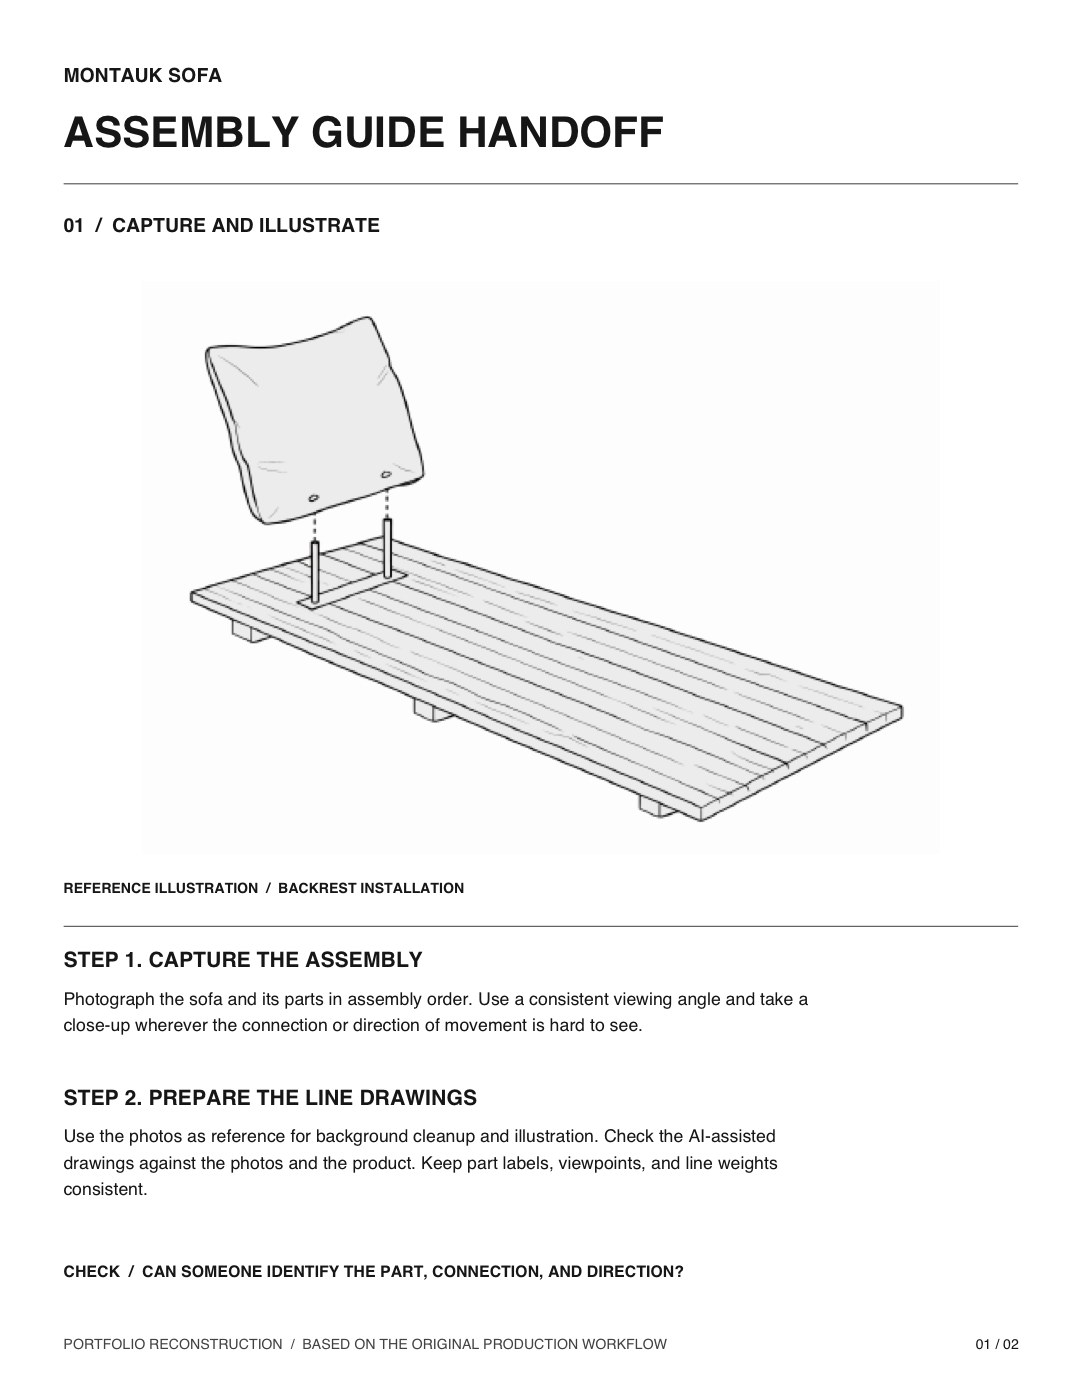 MONTAUK SOFA
ASSEMBLY GUIDE HANDOFF
01 / CAPTURE AND ILLUSTRATE
REFERENCE ILLUSTRATION / BACKREST INSTALLATION
STEP 1. CAPTURE THE ASSEMBLY
Photograph the sofa and its parts in assembly order. Use a consistent viewing angle and take a
close-up wherever the connection or direction of movement is hard to see.
STEP 2. PREPARE THE LINE DRAWINGS
Use the photos as reference for background cleanup and illustration. Check the AI-assisted
drawings against the photos and the product. Keep part labels, viewpoints, and line weights
consistent.
CHECK / CAN SOMEONE IDENTIFY THE PART, CONNECTION, AND DIRECTION?
PORTFOLIO RECONSTRUCTION / BASED ON THE ORIGINAL PRODUCTION WORKFLOW
01 / 02